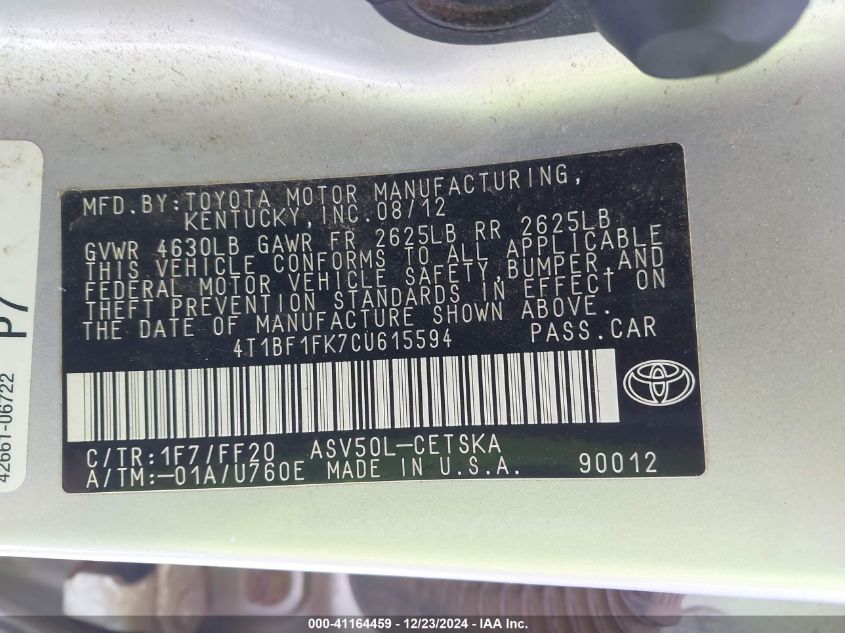 MFD.BY:TOYOTA MOTOR MANUFACTURING,
KENTUCKY,INC.08/12
GVWR 4630LB GAWR FR 2625LB RR 2625LB
THIS VEHICLE CONFORMS TO ALL APPLICABLE
FEDERAL MOTOR VEHICLE SAFETY,BUMPER,AND
THEFT PREVENTION STANDARDS IN EFFECT ON
THE DATE OF MANUFACTURE SHOWN ABOVE.
4T1BF1FK7CU615594 PASS.CAR
C/TR:1F7/FF20 ASV50L-CETSKA
A/TM:-01A/U760E MADE IN U.S.A. 90012
P7
42661-06722
000-41164459 - 12/23/2024 - IAA Inc.